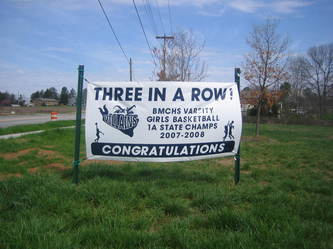 THREE IN A ROW!
BMCHS VARSITY
GIRLS BASKETBALL
1A STATE CHAMPS
2007-2008
CONGRATULATIONS